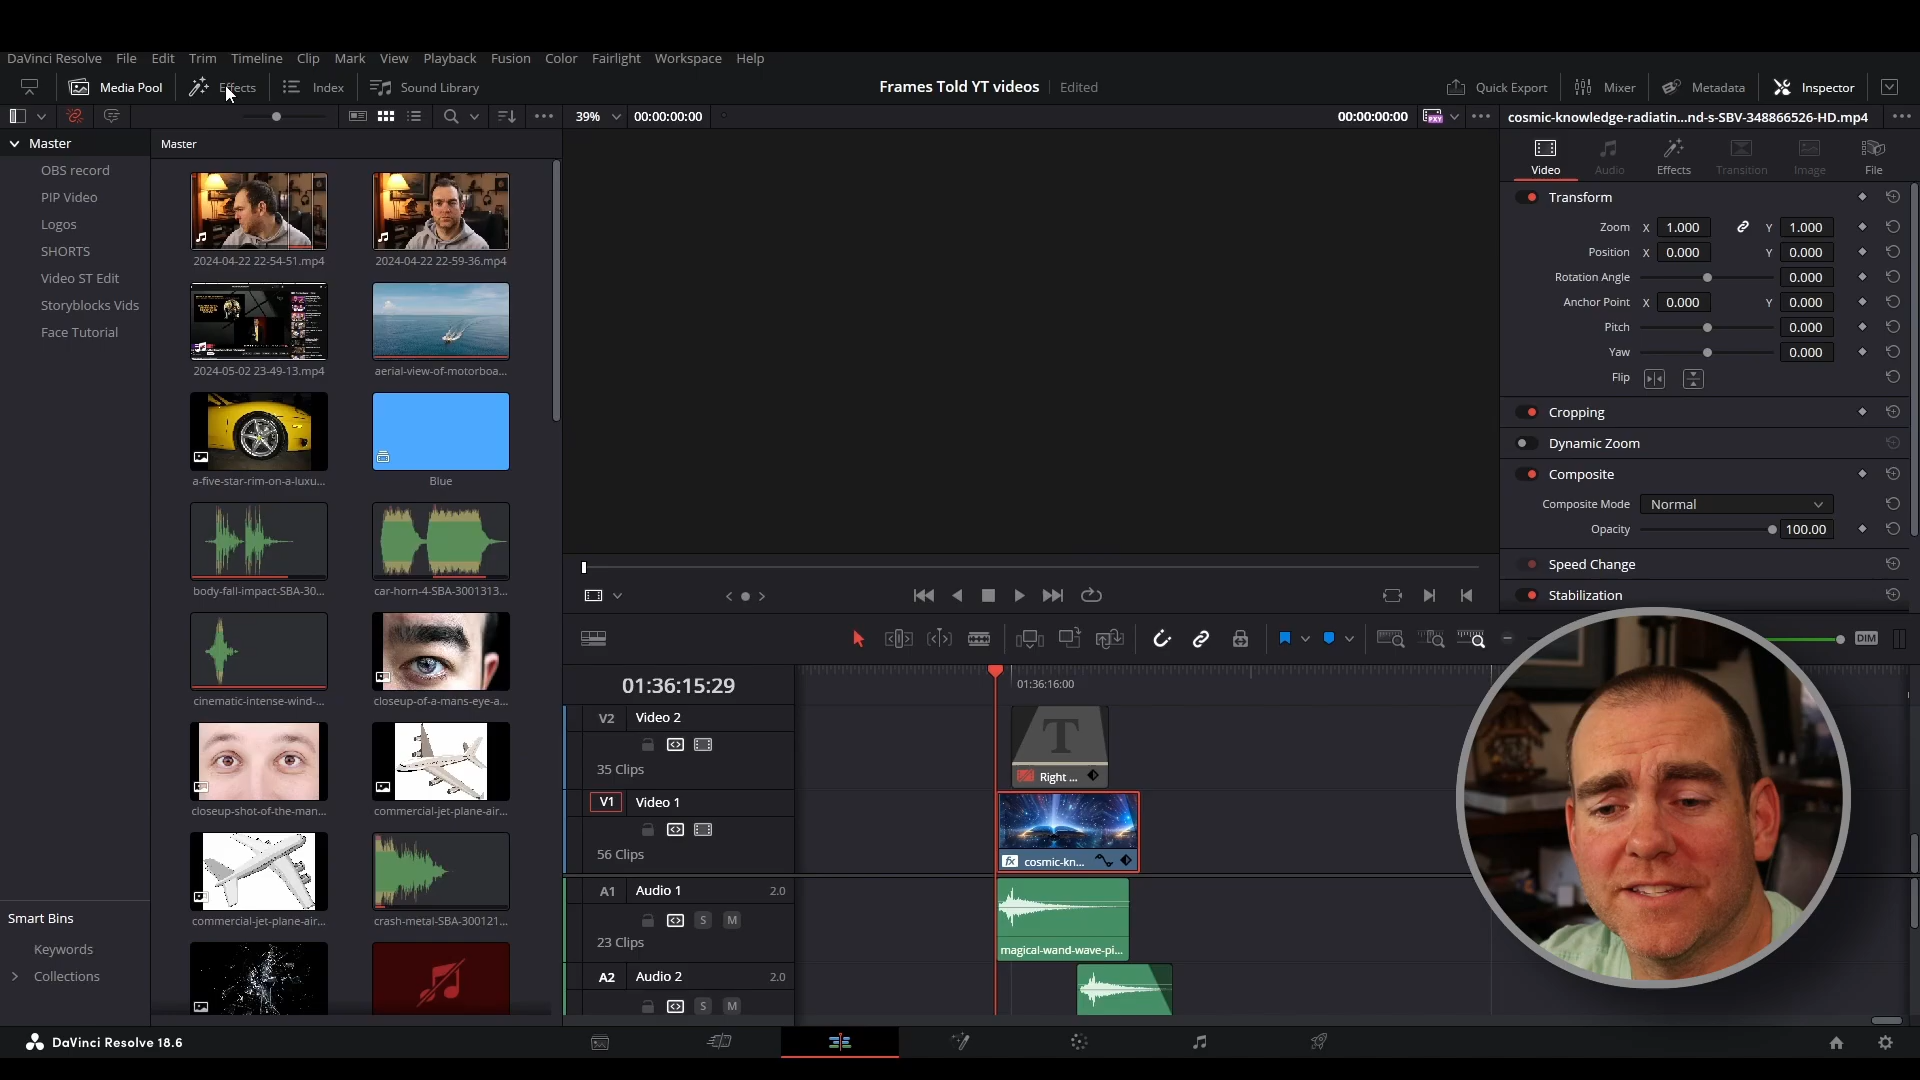 DaVinci Resolve File Edit Trim Timeline Clip Mark View Playback Fusion Color Fairlight Workspace Help
Media Pool Effects Index Sound Library Frames Told YT videos Edited Quick Export Mixer Metadata Inspector
39% 00:00:00:00 00:00:00:00 PXY cosmic-knowledge-radiatin...nd-s-SBV-348866526-HD.mp4
Master
OBS record
PIP Video
Logos
SHORTS
Video ST Edit
Storyblocks Vids
Face Tutorial
Smart Bins
Keywords
Collections
Master
2024-04-22 22-54-51.mp4 2024-04-22 22-59-36.mp4
2024-05-02 23-49-13.mp4 aerial-view-of-motorboa...
a-five-star-rim-on-a-luxu... Blue
body-fall-impact-SBA-30... car-horn-4-SBA-3001313...
cinematic-intense-wind-... closeup-of-a-mans-eye-a...
closeup-shot-of-the-man... commercial-jet-plane-air...
commercial-jet-plane-air... crash-metal-SBA-300121...
Video Audio Effects Transition Image File
Transform
Zoom X 1.000 Y 1.000
Position X 0.000 Y 0.000
Rotation Angle 0.000
Anchor Point X 0.000 Y 0.000
Pitch 0.000
Yaw 0.000
Flip
Cropping
Dynamic Zoom
Composite
Composite Mode Normal
Opacity 100.00
Speed Change
Stabilization
DIM
01:36:15:29 01:36:16:00
V2 Video 2
35 Clips
T
Right ...
V1 Video 1
56 Clips
fx cosmic-kn...
A1 Audio 1 2.0
S M
23 Clips
magical-wand-wave-pi...
A2 Audio 2 2.0
S M
DaVinci Resolve 18.6